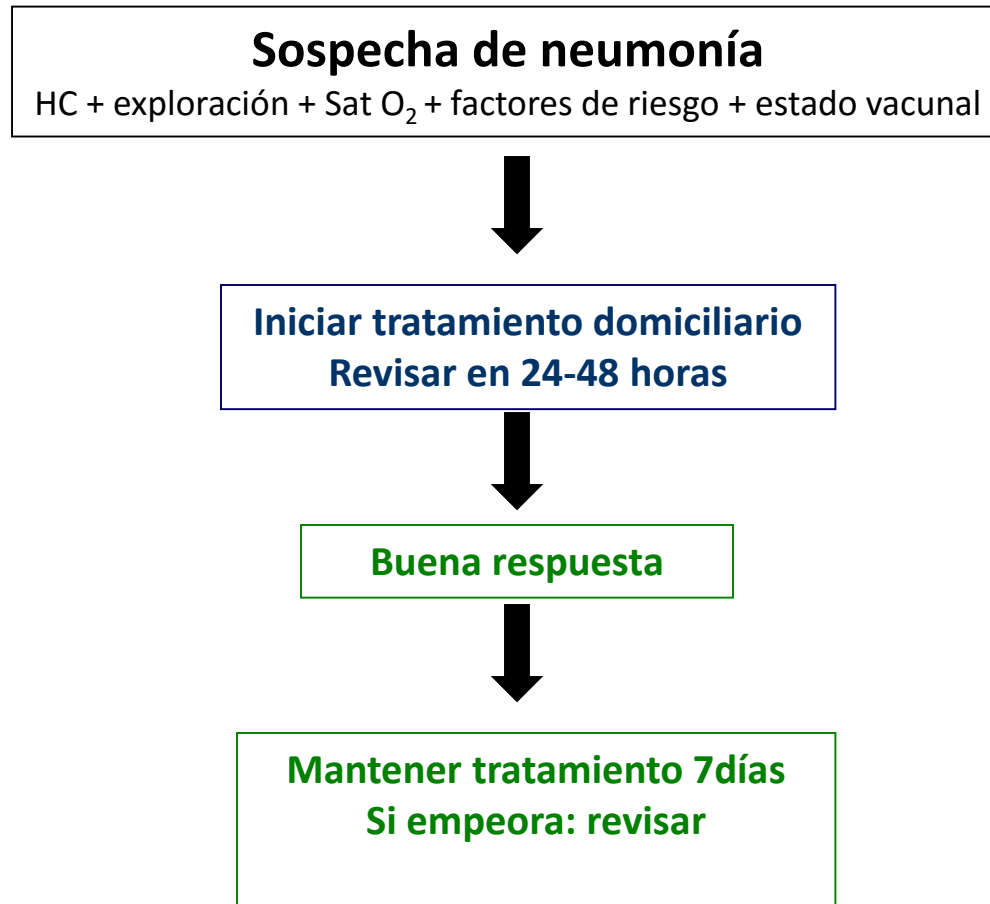 Sospecha de neumonía
HC + exploración + Sat O₂ + factores de riesgo + estado vacunal
Iniciar tratamiento domiciliario
Revisar en 24-48 horas
Buena respuesta
Mantener tratamiento 7días
Si empeora: revisar